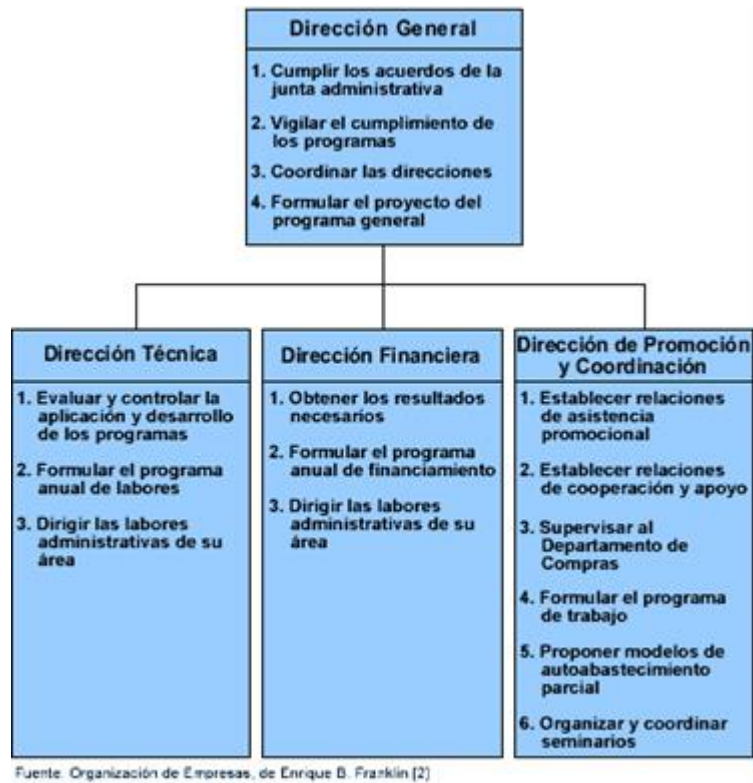 Dirección General
1. Cumplir los acuerdos de la
junta administrativa
2. Vigilar el cumplimiento de
los programas
3. Coordinar las direcciones
4. Formular el proyecto del
programa general
Dirección Técnica
1. Evaluar y controlar la
aplicación y desarrollo
de los programas
2. Formular el programa
anual de labores
3. Dirigir las labores
administrativas de su
área
Dirección Financiera
1. Obtener los resultados
necesarios
2. Formular el programa
anual de financiamiento
3. Dirigir las labores
administrativas de su
área
Dirección de Promoción
y Coordinación
1. Establecer relaciones
de asistencia
promocional
2. Establecer relaciones
de cooperación y apoyo
3. Supervisar al
Departamento de
Compras
4. Formular el programa
de trabajo
5. Proponer modelos de
autoabastecimiento
parcial
6. Organizar y coordinar
seminarios
Fuente: Organización de Empresas, de Enrique B. Franklin [2]